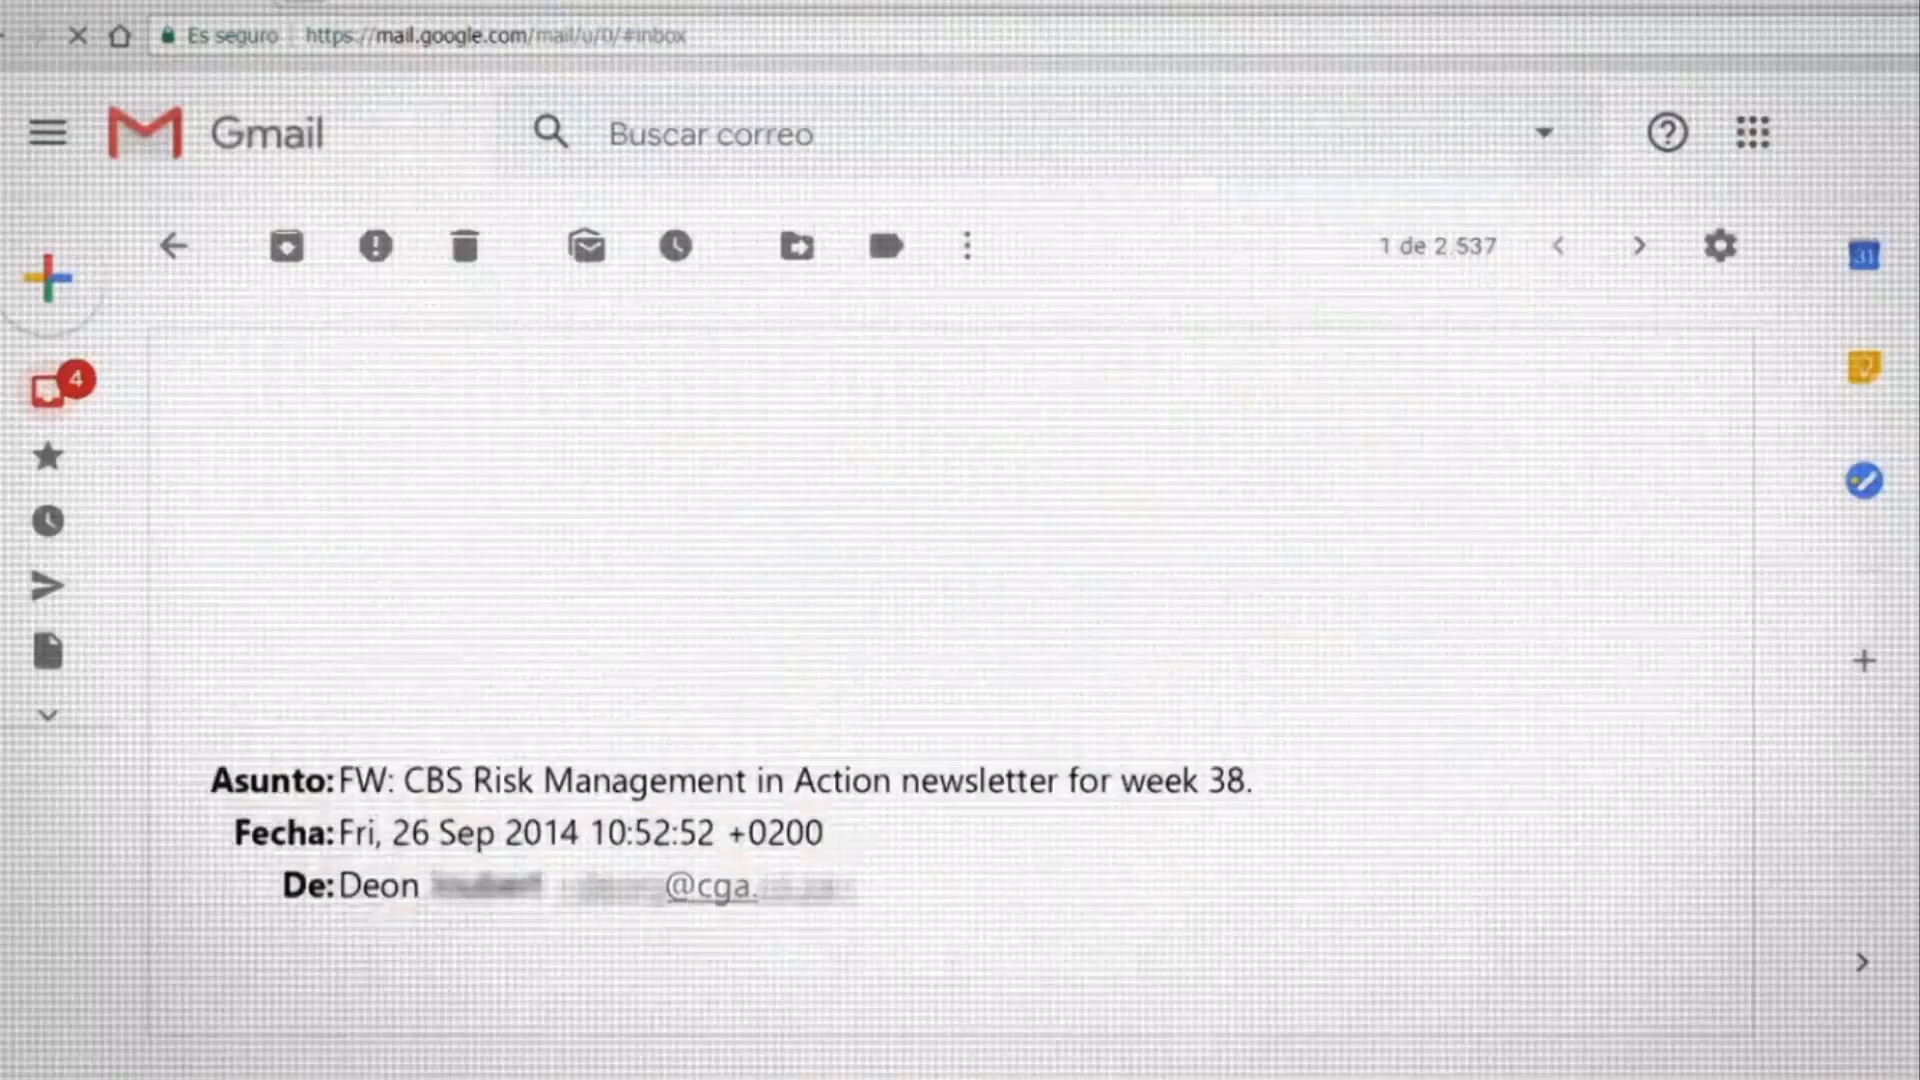 Es seguro https://mail.google.com/mail/u/0/#inbox
Gmail
Buscar correo
1 de 2.537
31
4
Asunto: FW: CBS Risk Management in Action newsletter for week 38.
Fecha: Fri, 26 Sep 2014 10:52:52 +0200
De: Deon @cga.